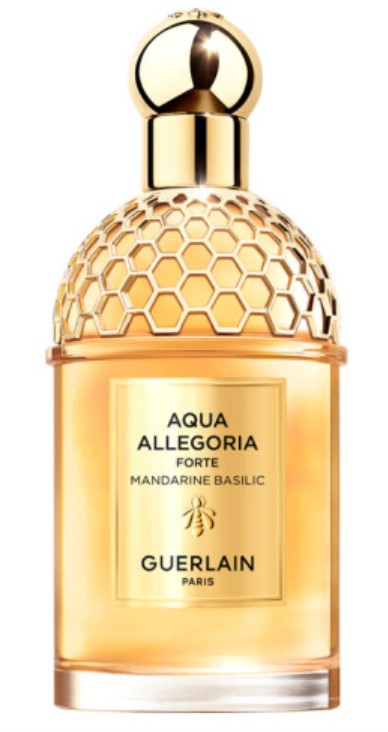 AQUA
ALLEGORIA
FORTE
MANDARINE BASILIC
GUERLAIN
PARIS